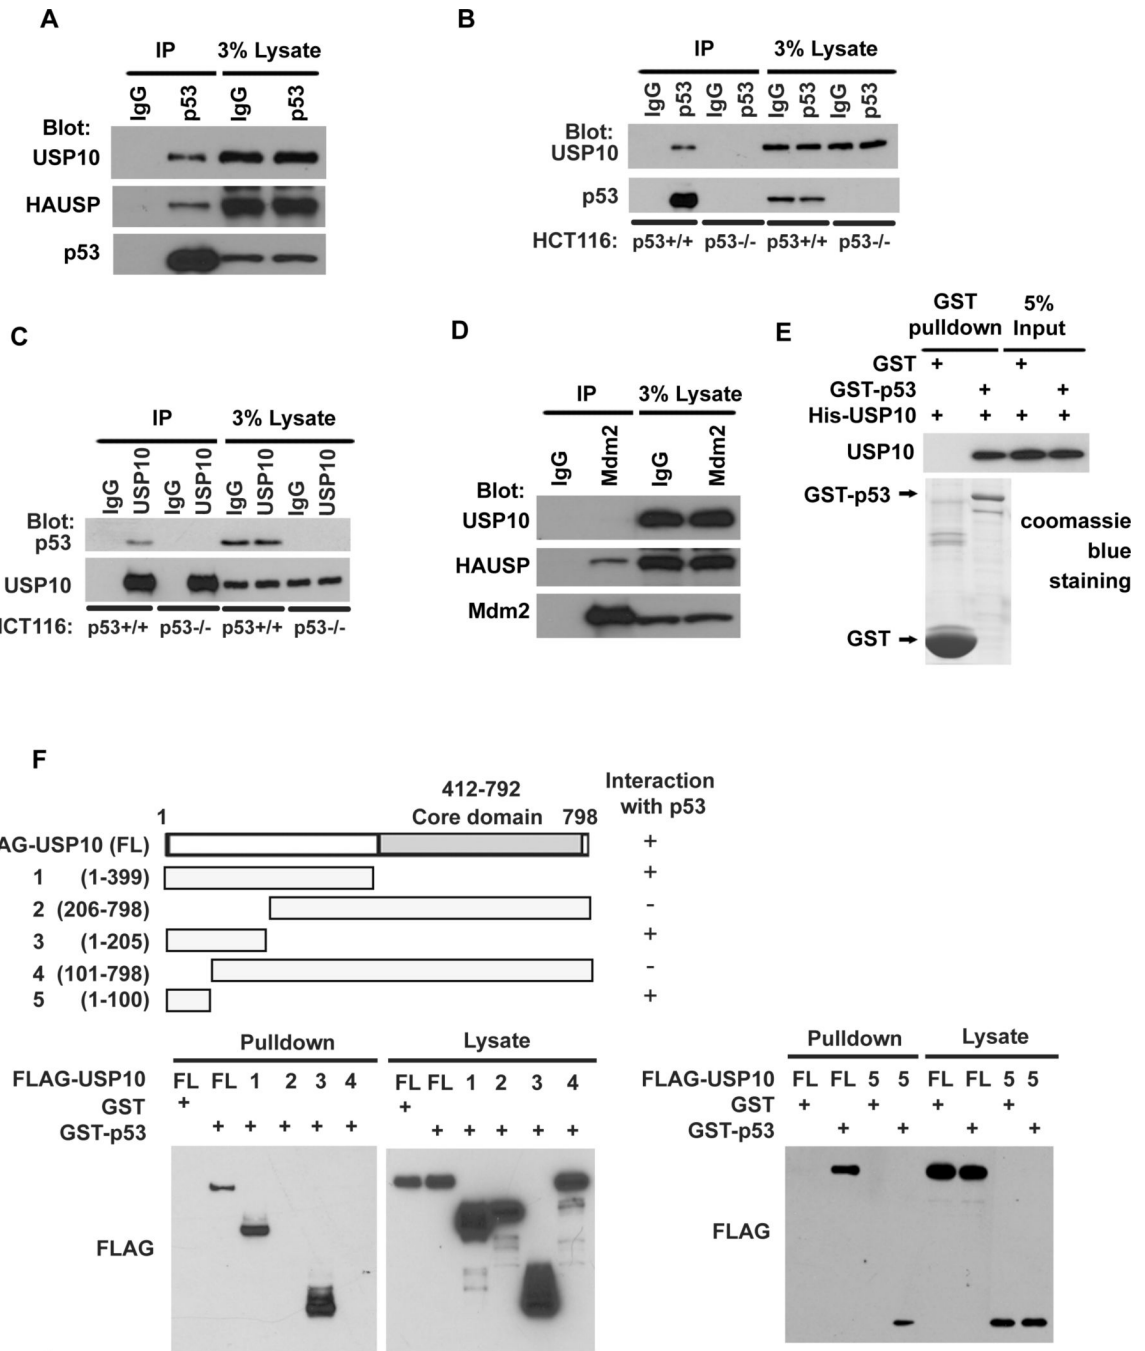 A
IP 3% Lysate
IgG p53 IgG p53
Blot:
USP10
HAUSP
p53
B
IP 3% Lysate
IgG p53 IgG p53 IgG p53 IgG p53
Blot:
USP10
p53
HCT116: p53+/+ p53-/- p53+/+ p53-/-
C
IP 3% Lysate
IgG USP10 IgG USP10 IgG USP10 IgG USP10
Blot:
p53
USP10
HCT116: p53+/+ p53-/- p53+/+ p53-/-
D
IP 3% Lysate
IgG Mdm2 IgG Mdm2
Blot:
USP10
HAUSP
Mdm2
E
GST pulldown 5% Input
GST + +
GST-p53 + +
His-USP10 + + + +
USP10
GST-p53
coomassie
blue
staining
GST
F
412-792
Interaction
with p53
1 Core domain 798
AG-USP10 (FL) +
1 (1-399) +
2 (206-798) -
3 (1-205) +
4 (101-798) -
5 (1-100) +
Pulldown Lysate
FLAG-USP10 FL FL 1 2 3 4 FL FL 1 2 3 4
GST + +
GST-p53 + + + + + + + + + +
FLAG
Pulldown Lysate
FLAG-USP10 FL FL 5 5 FL FL 5 5
GST + + + +
GST-p53 + + + +
FLAG